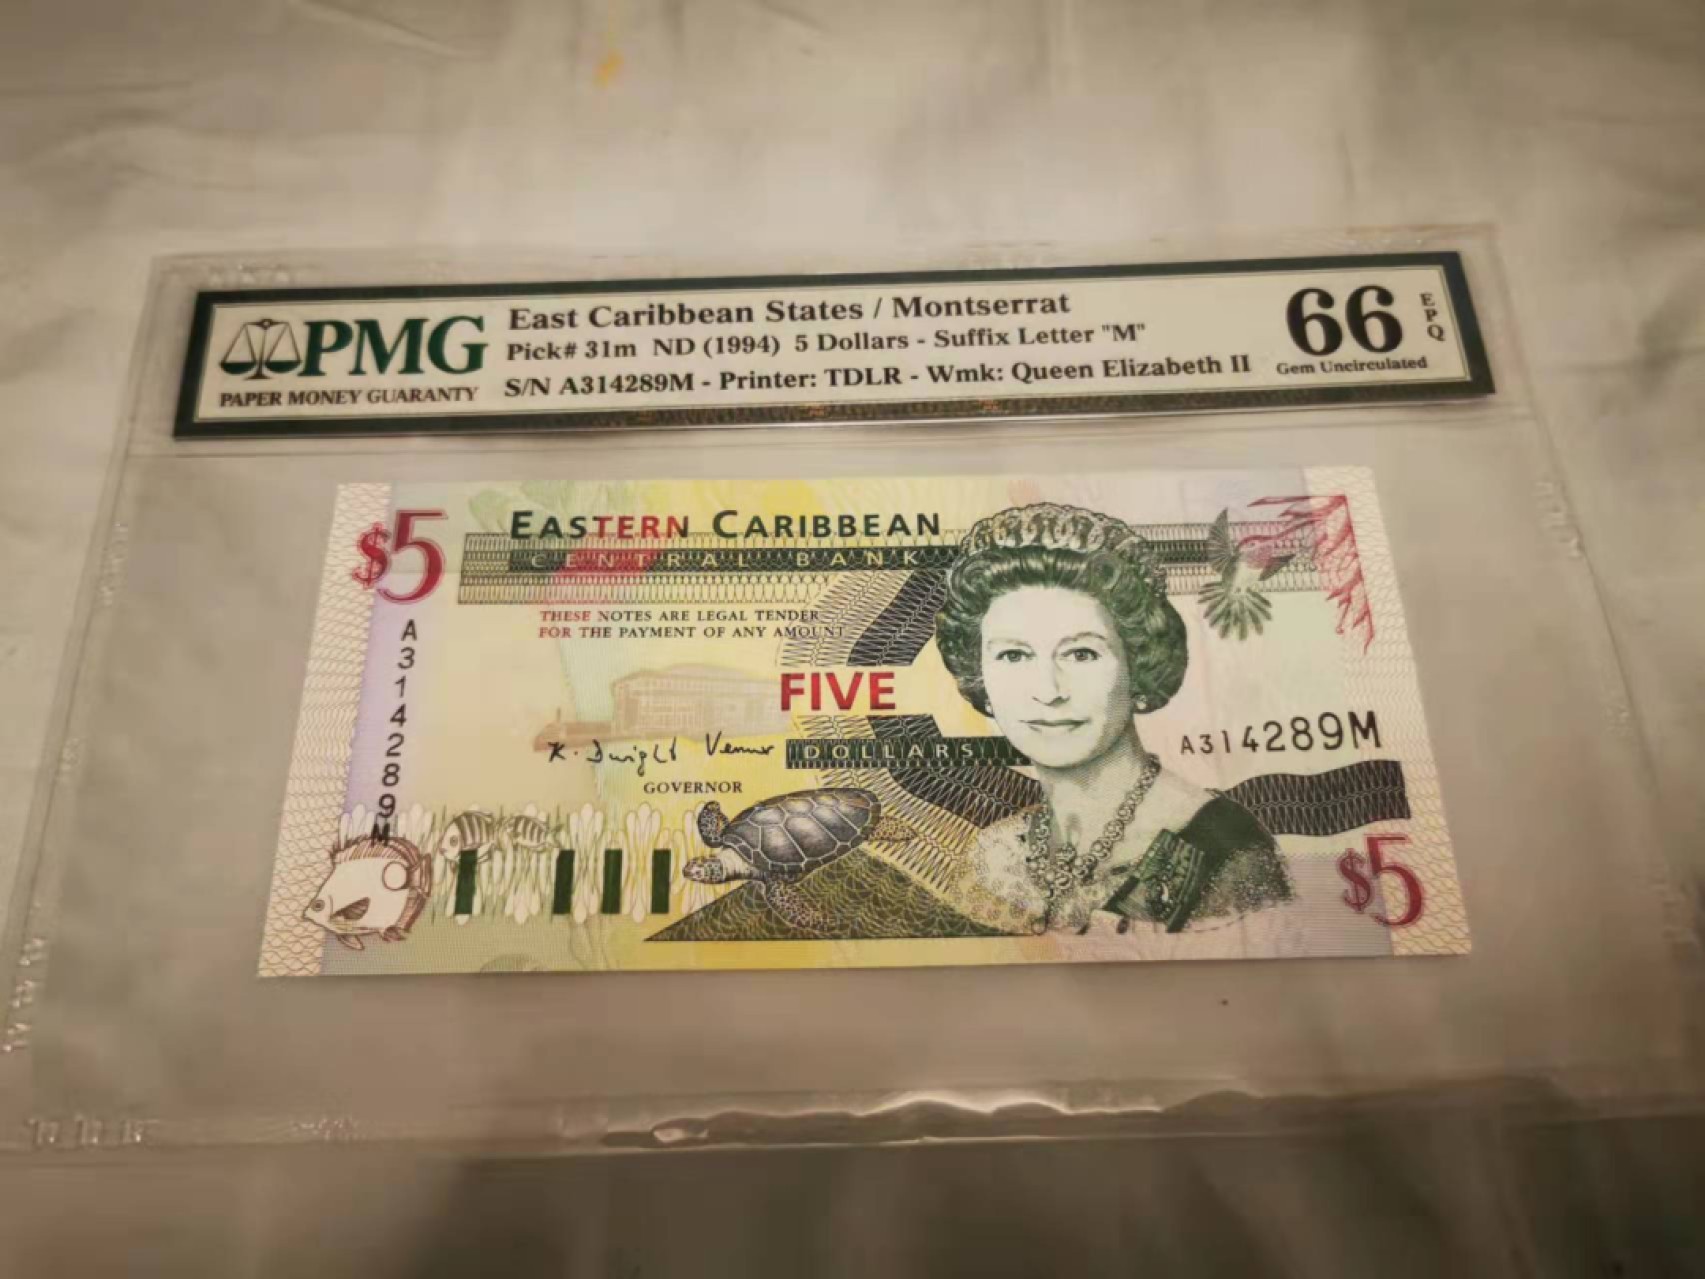 PMG
PAPER MONEY GUARANTY
East Caribbean States / Montserrat
Pick# 31m ND (1994) 5 Dollars - Suffix Letter "M"
S/N A314289M - Printer: TDLR - Wmk: Queen Elizabeth II
66
EPQ
Gem Uncirculated
$5
EASTERN CARIBBEAN
CENTRAL BANK
THESE NOTES ARE LEGAL TENDER
FOR THE PAYMENT OF ANY AMOUNT
A314289M
FIVE
DOLLARS
K. Dwight Venner
GOVERNOR
A314289M
$5